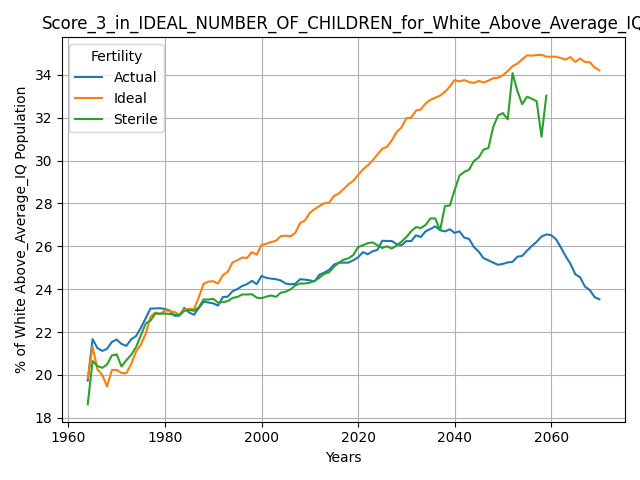 Score_3_in_IDEAL_NUMBER_OF_CHILDREN_for_White_Above_Average_IQ
Fertility
Actual
Ideal
Sterile
% of White Above_Average_IQ Population
34
32
30
28
26
24
22
20
18
1960
1980
2000
2020
2040
2060
Years